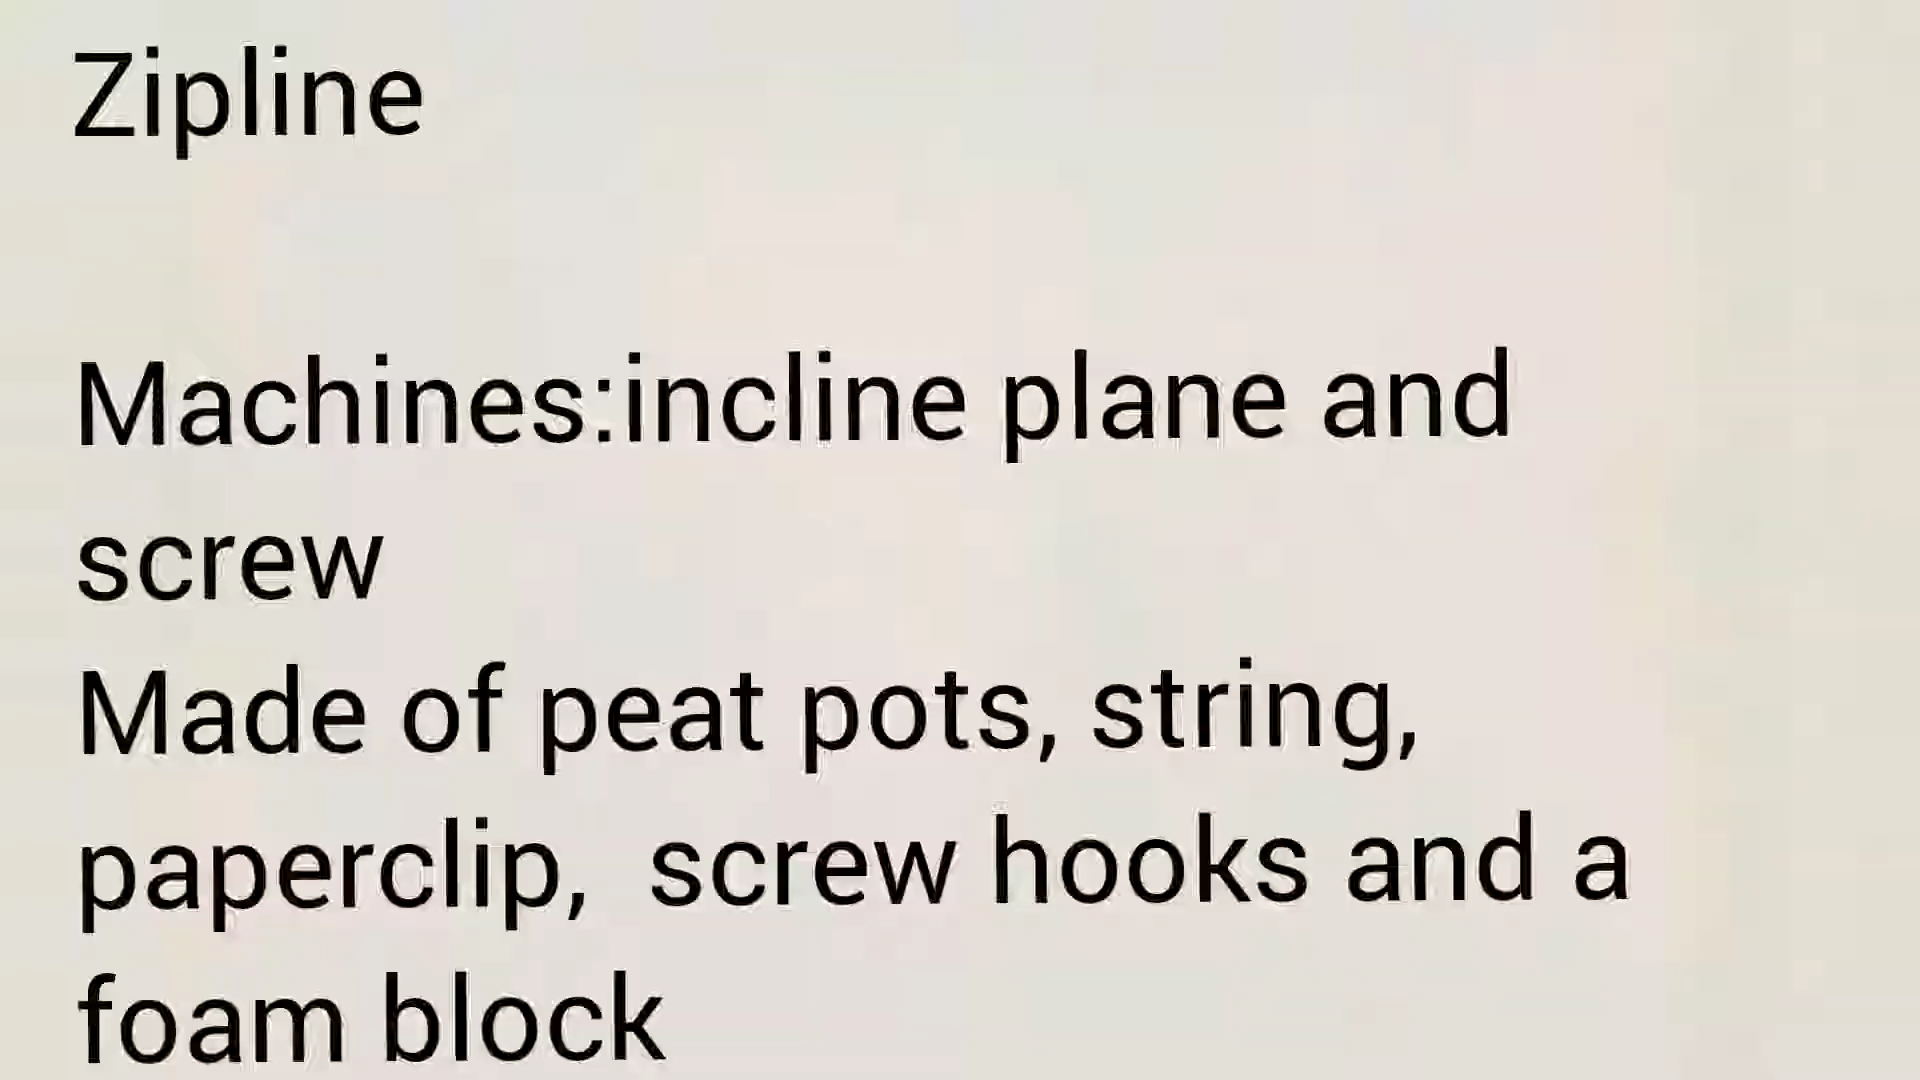 Zipline
Machines:incline plane and
screw
Made of peat pots, string,
paperclip,  screw hooks and a
foam block